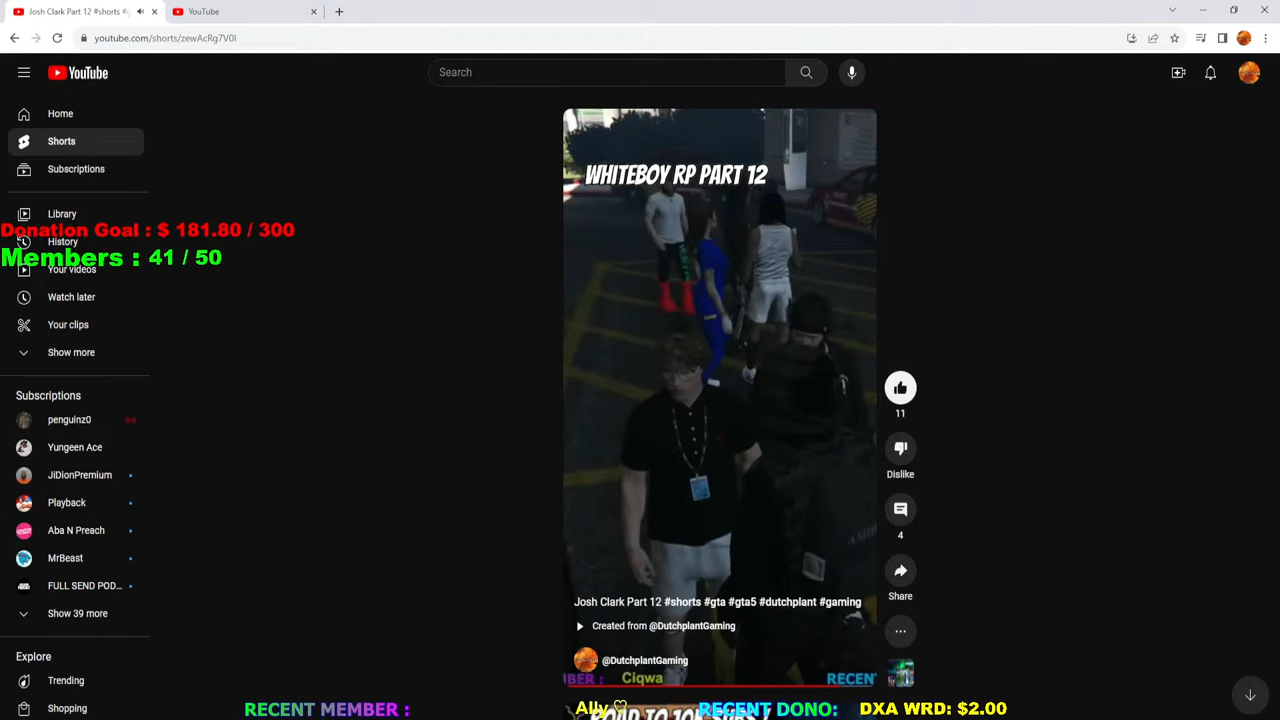 Josh Clark Part 12 #shorts #g
YouTube
youtube.com/shorts/zewAcRg7V0I
YouTube
Search
Home
Shorts
Subscriptions
Library
Donation Goal : $ 181.80 / 300
History
Members : 41 / 50
Your videos
Watch later
Your clips
Show more
Subscriptions
penguinz0
Yungeen Ace
JiDionPremium
Playback
Aba N Preach
MrBeast
FULL SEND POD...
Show 39 more
Explore
Trending
Shopping
WHITEBOY RP PART 12
11
Dislike
4
Share
Josh Clark Part 12 #shorts #gta #gta5 #dutchplant #gaming
Created from @DutchplantGaming
@DutchplantGaming
BER : Ciqwa RECENT
RECENT MEMBER : Ally ♡ RECENT DONO: DXA WRD: $2.00